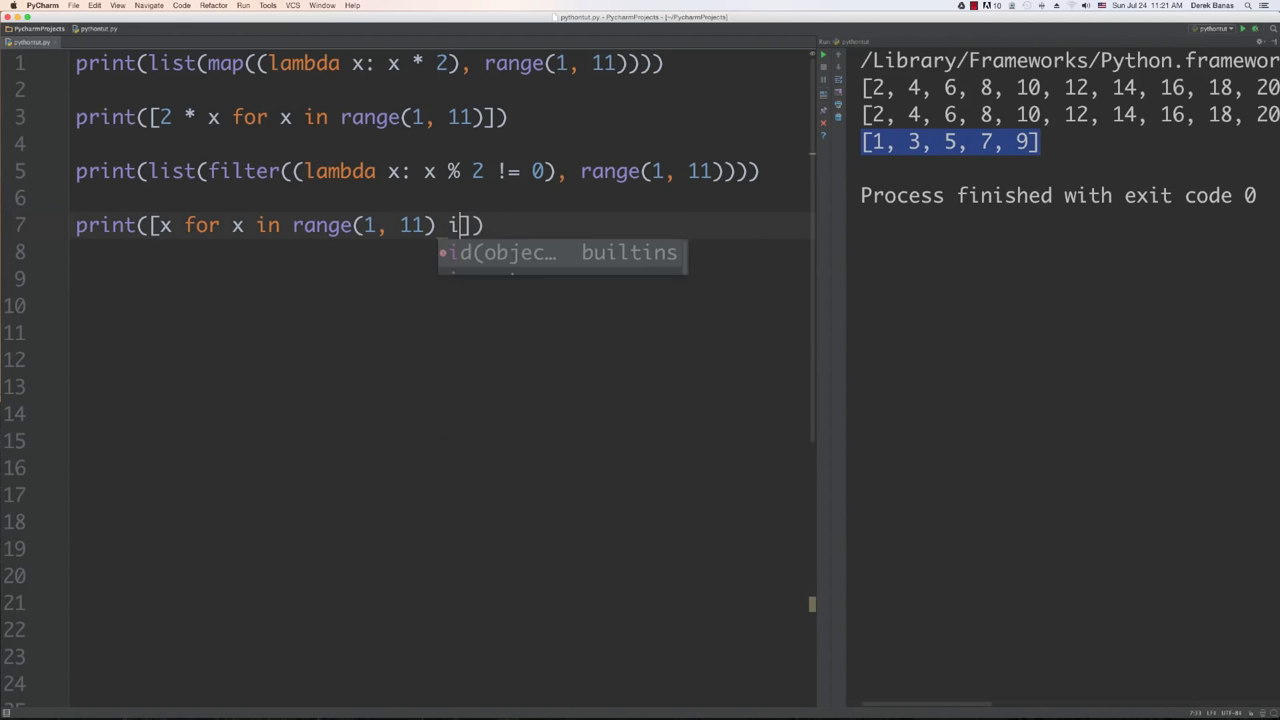 PyCharm File Edit View Navigate Code Refactor Run Tools VCS Window Help
10 Sun Jul 24 11:21 AM Derek Banas
pythontut.py - PycharmProjects - [~/PycharmProjects]
PycharmProjects pythontut.py pythontut
pythontut.py
Run: pythontut
1 print(list(map((lambda x: x * 2), range(1, 11))))
2
3 print([2 * x for x in range(1, 11)])
4
5 print(list(filter((lambda x: x % 2 != 0), range(1, 11))))
6
7 print([x for x in range(1, 11) i])
8
id(objec… builtins
9
10
11
12
13
14
15
16
17
18
19
20
21
22
23
24
/Library/Frameworks/Python.framewor
[2, 4, 6, 8, 10, 12, 14, 16, 18, 20
[2, 4, 6, 8, 10, 12, 14, 16, 18, 20
[1, 3, 5, 7, 9]
Process finished with exit code 0
7:33 LF÷ UTF-8÷